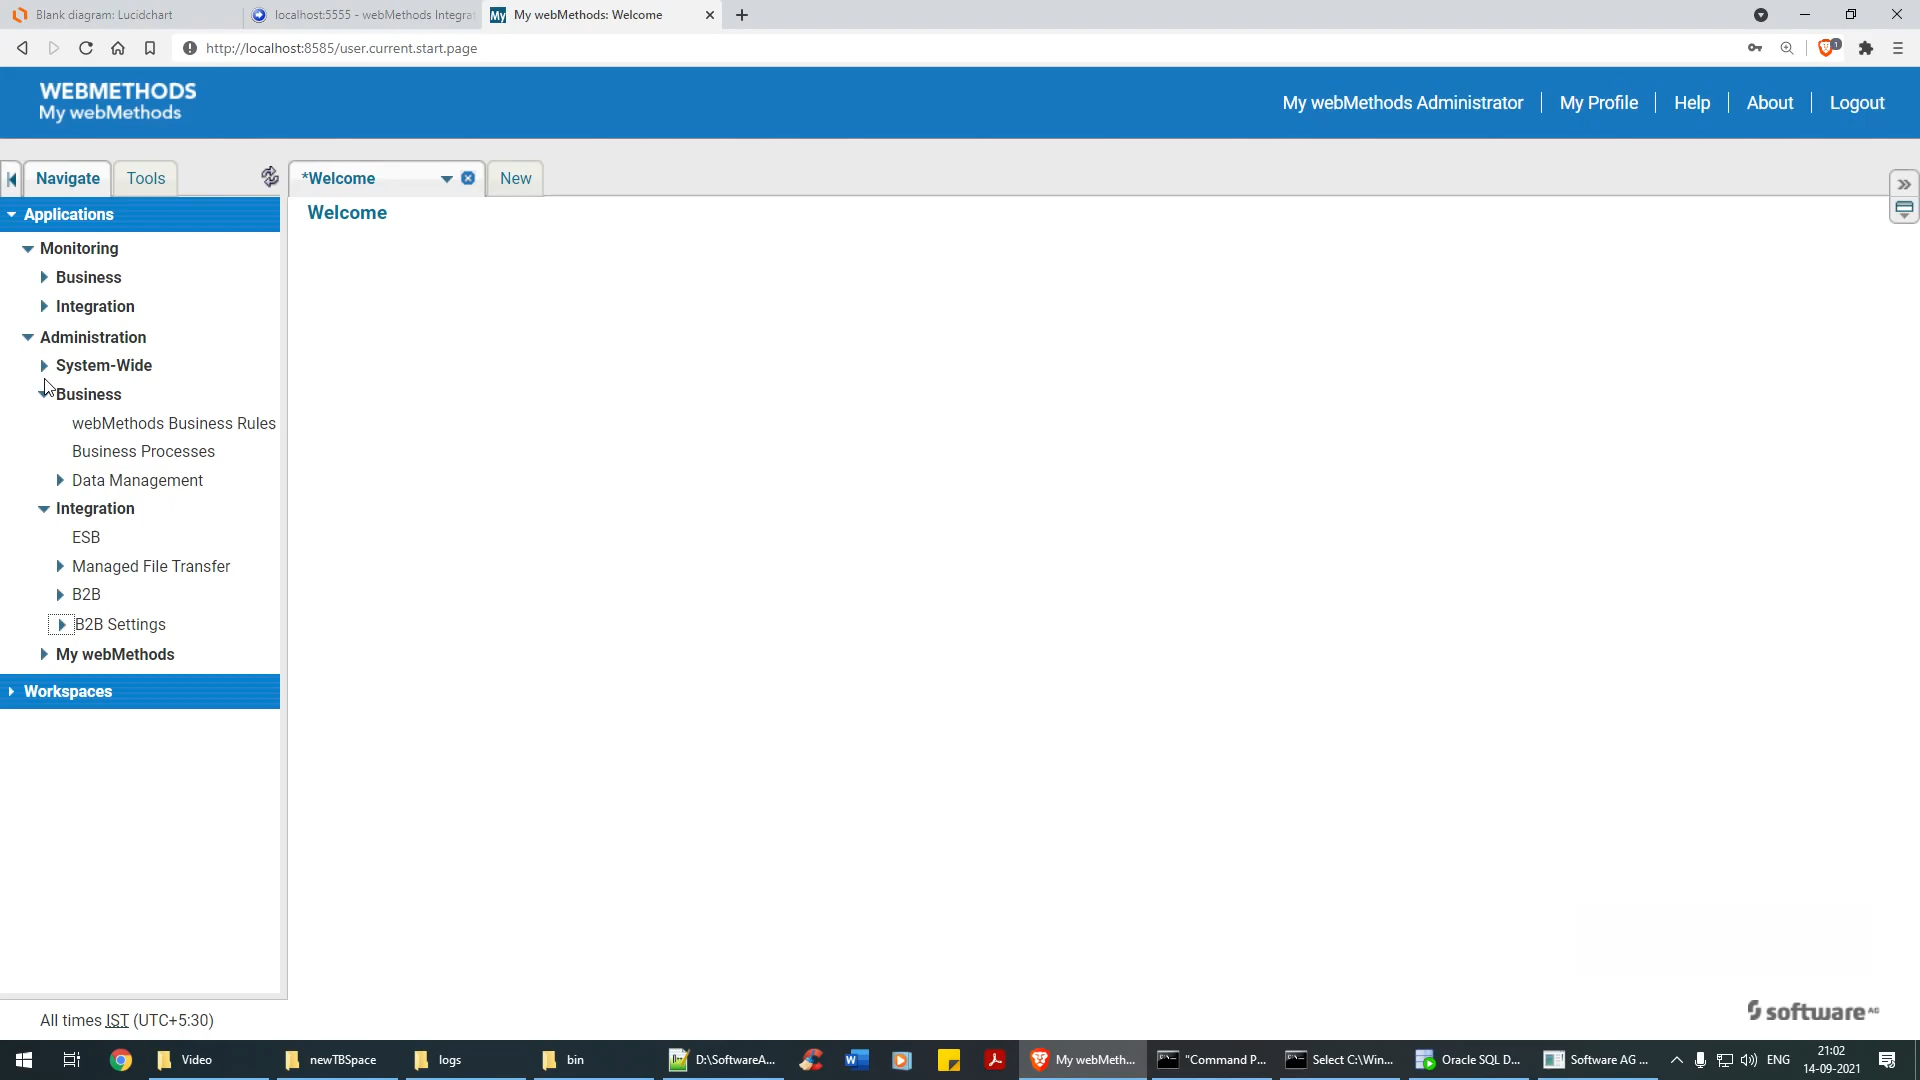 Blank diagram: Lucidchart
localhost:5555 - webMethods Integra
My webMethods: Welcome
http://localhost:8585/user.current.start.page
1
WEBMETHODS
My webMethods
My webMethods Administrator
My Profile
Help
About
Logout
Navigate
Tools
*Welcome
New
Applications
Welcome
Monitoring
Business
Integration
Administration
System-Wide
Business
webMethods Business Rules
Business Processes
Data Management
Integration
ESB
Managed File Transfer
B2B
B2B Settings
My webMethods
Workspaces
software AG
All times IST (UTC+5:30)
Video
newTBSpace
logs
bin
D:\SoftwareA...
My webMeth...
"Command P...
Select C:\Win...
Oracle SQL D...
Software AG ...
ENG
21:02
14-09-2021